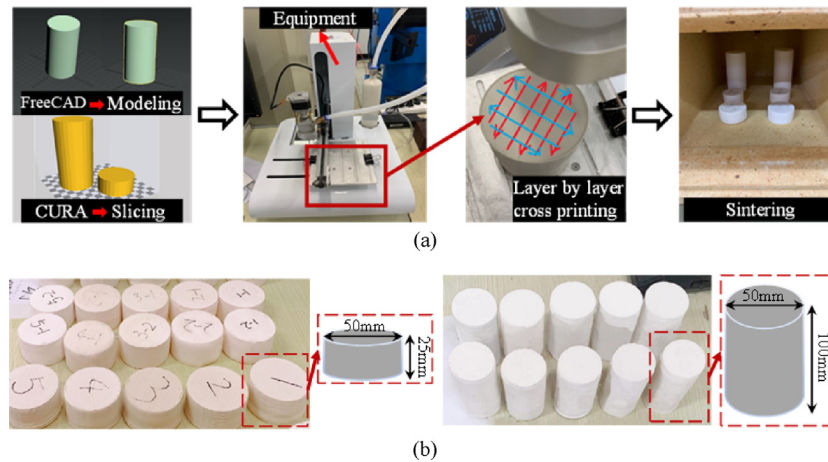 FreeCAD ➡ Modeling
CURA ➡ Slicing
Equipment
Layer by layer
cross printing
Sintering
(a)
5
4
3
2
1
50mm
25mm
50mm
100mm
(b)